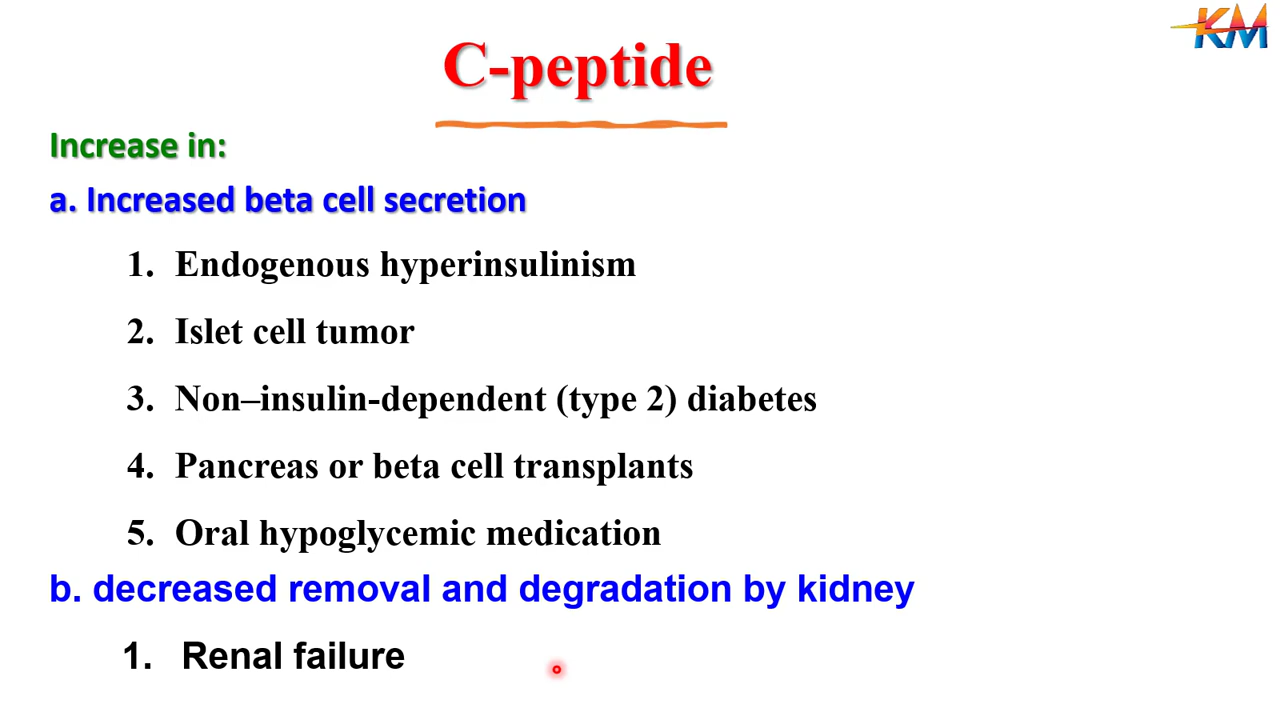 KM
C-peptide
Increase in:
a. Increased beta cell secretion
1. Endogenous hyperinsulinism
2. Islet cell tumor
3. Non–insulin-dependent (type 2) diabetes
4. Pancreas or beta cell transplants
5. Oral hypoglycemic medication
b. decreased removal and degradation by kidney
1. Renal failure